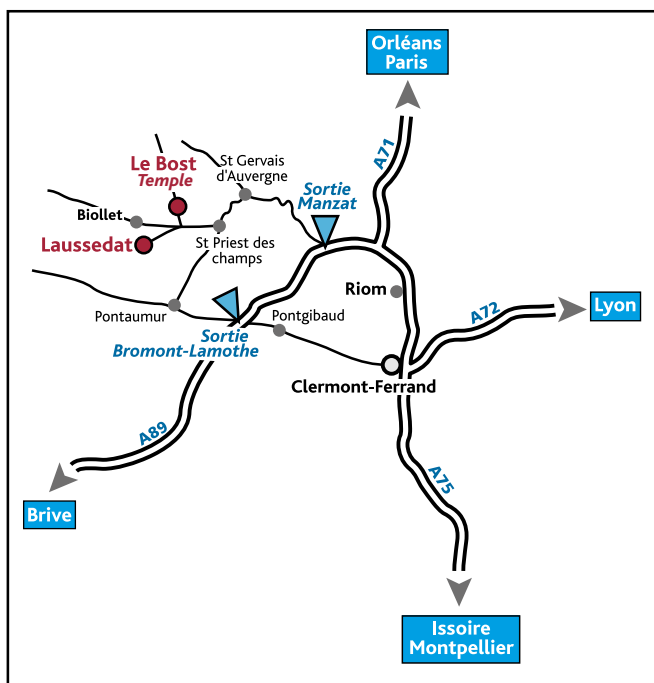 Orléans
Paris
A71
Le Bost
Temple
St Gervais
d'Auvergne
Sortie
Manzat
Biollet
Laussedat
St Priest des
champs
Riom
Pontaumur
Pontgibaud
Sortie
Bromont-Lamothe
A72
Lyon
Clermont-Ferrand
A89
A75
Brive
Issoire
Montpellier